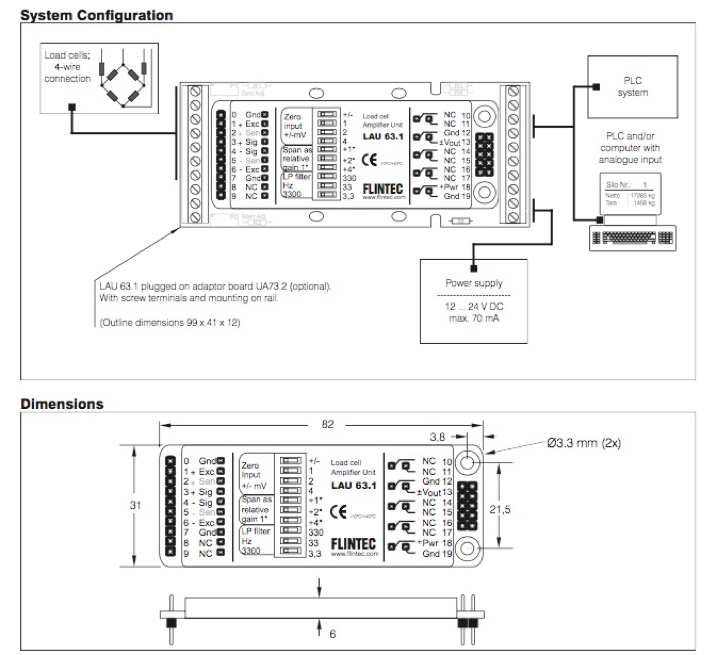 System Configuration
Load cells;
4-wire
connection
0 Gnd
1 + Exc
2 + Sen
3 + Sig
4 - Sig
5 - Sen
6 - Exc
7 Gnd
8 NC
9 NC
Zero
input
+/-mV
Span as
relative
gain 1*
LP filter
Hz
3300
+/-
1
2
4
+1*
+2*
+4*
330
33
3,3
Load cell
Amplifier Unit
LAU 63.1
CE
FLINTEC
www.flintec.com
NC 10
NC 11
Gnd 12
±Vout 13
NC 14
NC 15
NC 16
NC 17
+Pwr 18
Gnd 19
PLC
system
PLC and/or
computer with
analogue input
Silo Nr.: 1
Netto : 17285 kg
Tara : 1458 kg
LAU 63.1 plugged on adaptor board UA73.2 (optional).
With screw terminals and mounting on rail.
(Outline dimensions 99 x 41 x 12)
Power supply
12 ... 24 V DC
max. 70 mA
Dimensions
82
3,8
Ø3.3 mm (2x)
31
0 Gnd
1 + Exc
2 + Sen
3 + Sig
4 - Sig
5 - Sen
6 - Exc
7 Gnd
8 NC
9 NC
Zero
Input
+/- mV
Span as
relative
gain 1*
LP filter
Hz
3300
+/-
1
2
4
+1*
+2*
+4*
330
33
3,3
Load cell
Amplifier Unit
LAU 63.1
CE
FLINTEC
www.flintec.com
NC 10
NC 11
Gnd 12
±Vout 13
NC 14
NC 15
NC 16
NC 17
+Pwr 18
Gnd 19
21,5
6